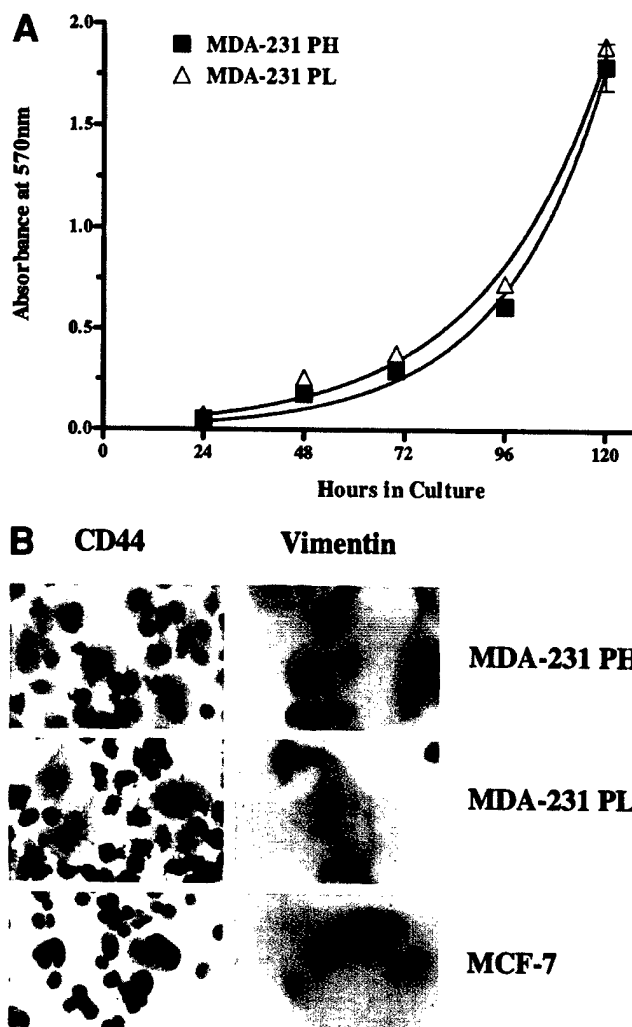 A
2.0
MDA-231 PH
MDA-231 PL
1.5
Absorbance at 570nm
1.0
0.5
0.0
0 24 48 72 96 120
Hours in Culture
B CD44 Vimentin
MDA-231 PH
MDA-231 PL
MCF-7